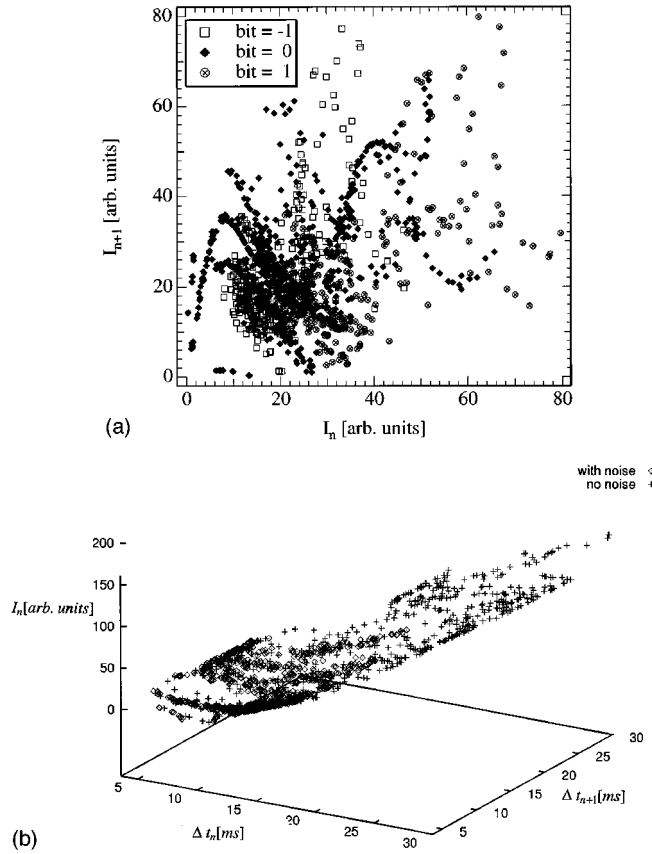 80
60
40
20
0
I_{n+1} [arb. units]
bit = -1
bit = 0
bit = 1
0 20 40 60 80
I_n [arb. units]
(a)
with noise
no noise
200
150
100
50
0
I_n[arb. units]
5 10 15 20 25 30
Δ t_n[ms]
5 10 15 20 25 30
Δ t_{n+1}[ms]
(b)